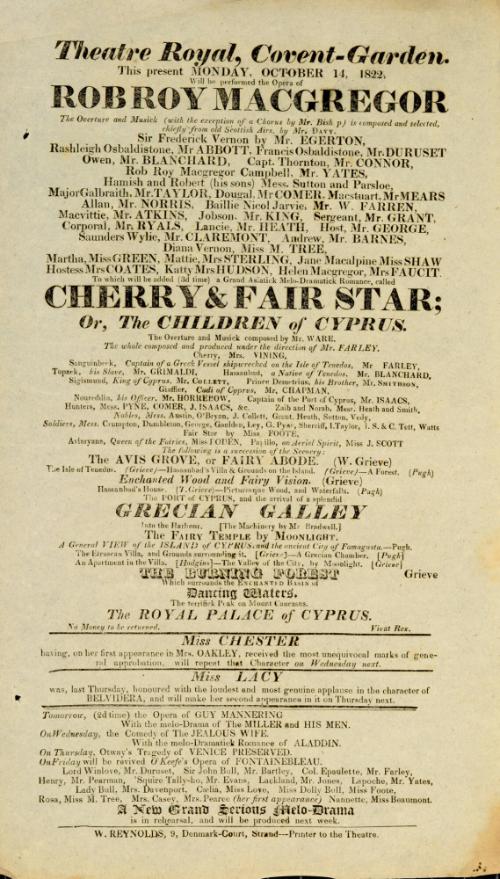 Theatre Royal, Covent-Garden.
This present MONDAY, OCTOBER 14, 1822,
Will be performed the Opera of
ROBROY MACGREGOR
The Overture and Musick (with the exception of a Chorus by Mr. Bish p) is composed and selected,
chiefly from old Scottish Airs, by Mr. DAVY.
Sir Frederick Vernon by Mr. EGERTON,
Rashleigh Osbaldistone, Mr ABBOTT, Francis Osbaldistone, Mr. DURUSET
Owen, Mr. BLANCHARD, Capt. Thornton, Mr. CONNOR,
Rob Roy Macgregor Campbell, Mr. YATES,
Hamish and Robert (his sons) Mess. Sutton and Parsloe,
Major Galbraith, Mr. TAYLOR, Dougal, Mr COMER, Macstuart, Mr MEARS
Allan, Mr. NORRIS, Baillie Nicol Jarvie, Mr. W. FARREN,
Macvittie, Mr. ATKINS, Jobson, Mr. KING, Sergeant, Mr. GRANT,
Corporal, Mr. RYALS, Lancie, Mr. HEATH, Host, Mr. GEORGE,
Saunders Wylie, Mr. CLAREMONT, Andrew, Mr. BARNES,
Diana Vernon, Miss M. TREE,
Martha, Miss GREEN, Mattie, Mrs STERLING, Jane Macalpine Miss SHAW
Hostess Mrs COATES, Katty Mrs HUDSON, Helen Macgregor, Mrs FAUCIT.
To which will be added (3d time) a Grand Asiatick Melo-Dramatick Romance, called
CHERRY & FAIR STAR;
Or, The CHILDREN of CYPRUS.
The Overture and Musick composed by Mr. WARE.
The whole composed and produced under the direction of Mr. FARLEY.
Cherry, Mrs. VINING,
Sanguinbeek, Captain of a Greek Vessel shipwrecked on the Isle of Tenedos, Mr FARLEY,
Topack, his Slave, Mr. GRIMALDI, Hassanbad, a Native of Tenedos, Mr. BLANCHARD,
Sigismund, King of Cyprus, Mr. COLLETT, Prince Demetrius, his Brother, Mr. SMITHSON,
Giaffier, Cadi of Cyprus, Mr. CHAPMAN,
Noureddin, his Officer, Mr. HORREBOW, Captain of the Port of Cyprus, Mr. ISAACS,
Hunters, Mess. PYNE, COMER, J. ISAACS, &c. Zaib and Norab, Mess. Heath and Smith,
Nobles, Mess. Austin, O'Bryan, J. Collett, Grant, Heath, Sutton, Vedy,
Soldiers, Mess. Crumpton, Dumbleton, George, Goulden, Ley, G. Pyne, Sherriff, I. Taylor, I. S. & C. Tett, Watts
Fair Star by Miss FOOTE,
Astaryanz, Queen of the Fairies, Miss FODEN, Papillo, an Aerial Spirit, Miss J. SCOTT
The following is a succession of the Scenery:
The AVIS GROVE, or FAIRY ABODE. (W. Grieve)
The Isle of Tenedos. (Grieve)—Hassanbad's Villa & Grounds on the Island. (Grieve)—A Forest. (Pugh)
Enchanted Wood and Fairy Vision. (Grieve)
Hassanbad's House. (T. Grieve)—Picturesque Wood, and Waterfalls. (Pugh)
The PORT of CYPRUS, and the arrival of a splendid
GRECIAN GALLEY
Into the Harbour. [The Machinery by Mr Bradwell.]
The FAIRY TEMPLE by MOONLIGHT.
A General VIEW of the ISLAND of CYPRUS, and the ancient City of Famagusta.—Pugh.
The Etruscan Villa, and Grounds surrounding it. [Grieve]—A Grecian Chamber. [Pugh]
An Apartment in the Villa. [Hodgins]—The Valley of the City, by Moonlight. [Grieve]
THE BURNING FOREST Grieve
Which surrounds the ENCHANTED BASIN of
Dancing Waters.
The terrifick Peak on Mount Caucasus.
The ROYAL PALACE of CYPRUS.
No Money to be returned. Vivat Rex.
Miss CHESTER
having, on her first appearance in Mrs. OAKLEY, received the most unequivocal marks of gene-
ral approbation, will repeat that Character on Wednesday next.
Miss LACY
was, last Thursday, honoured with the loudest and most genuine applause in the character of
BELVIDERA, and will make her second appearance in it on Thursday next.
Tomorrow, (2d time) the Opera of GUY MANNERING
With the melo-Drama of The MILLER and HIS MEN.
On Wednesday, the Comedy of The JEALOUS WIFE.
With the melo-Dramatick Romance of ALADDIN.
On Thursday, Otway's Tragedy of VENICE PRESERVED.
On Friday will be revived O'Keefe's Opera of FONTAINEBLEAU.
Lord Winlove, Mr. Duruset, Sir John Bull, Mr. Bartley, Col. Epaulette, Mr. Farley,
Henry, Mr. Pearman, Squire Tally-ho, Mr. Evans, Lackland, Mr. Jones, Lapoche, Mr. Yates,
Lady Bull, Mrs. Davenport, Cœlia, Miss Love, Miss Dolly Bull, Miss Foote,
Rosa, Miss M. Tree, Mrs. Casey, Mrs. Pearce (her first appearance) Nannette, Miss Beaumont.
A New Grand Serious Melo-Drama
is in rehearsal, and will be produced next week.
W. REYNOLDS, 9, Denmark-Court, Strand—Printer to the Theatre.